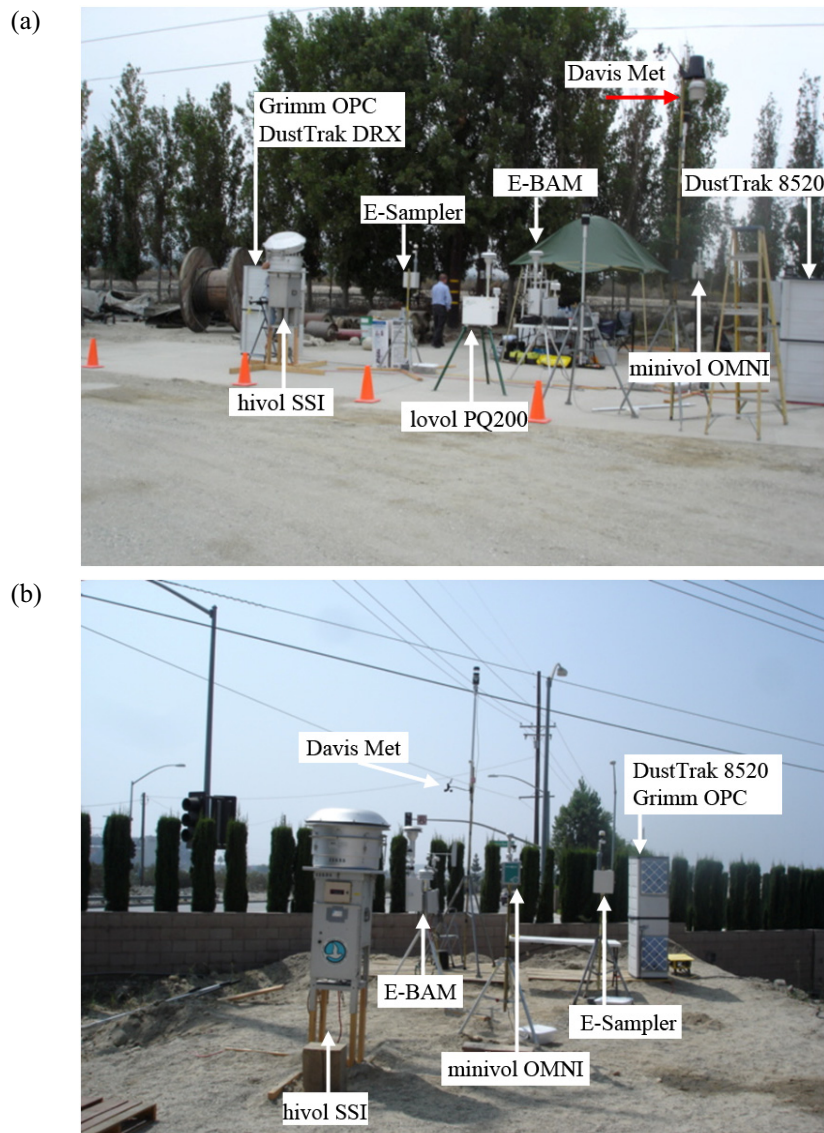 (a)
Davis Met
Grimm OPC
DustTrak DRX
E-BAM
DustTrak 8520
E-Sampler
minivol OMNI
hivol SSI
lovol PQ200
(b)
Davis Met
DustTrak 8520
Grimm OPC
E-BAM
E-Sampler
minivol OMNI
hivol SSI